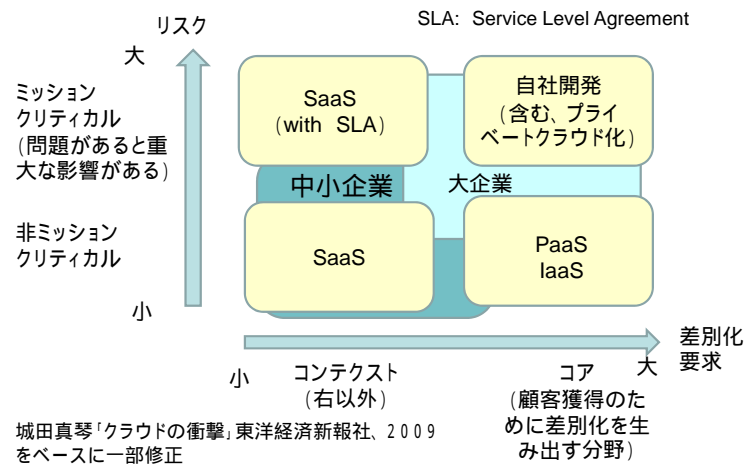 SLA: Service Level Agreement
リスク
大
ミッション
クリティカル
(問題があると重
大な影響がある)
SaaS
(with SLA)
自社開発
(含む、プライ
ベートクラウド化)
中小企業
大企業
非ミッション
クリティカル
SaaS
PaaS
IaaS
小
差別化
要求
小
コンテクスト
(右以外)
コア
(顧客獲得のた
めに差別化を生
み出す分野)
大
城田真琴「クラウドの衝撃」東洋経済新報社、2009
をベースに一部修正